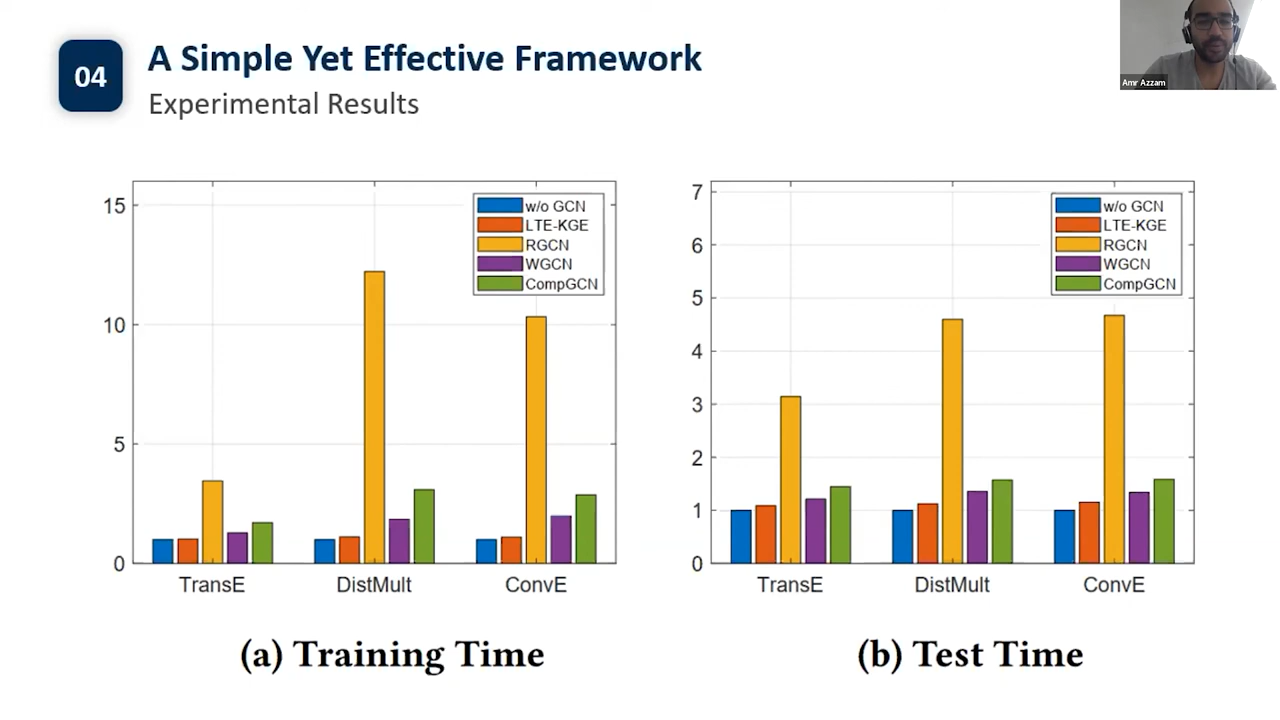 04
A Simple Yet Effective Framework
Experimental Results
Amr Azzam
15
10
5
0
w/o GCN
LTE-KGE
RGCN
WGCN
CompGCN
TransE
DistMult
ConvE
(a) Training Time
7
6
5
4
3
2
1
0
w/o GCN
LTE-KGE
RGCN
WGCN
CompGCN
TransE
DistMult
ConvE
(b) Test Time